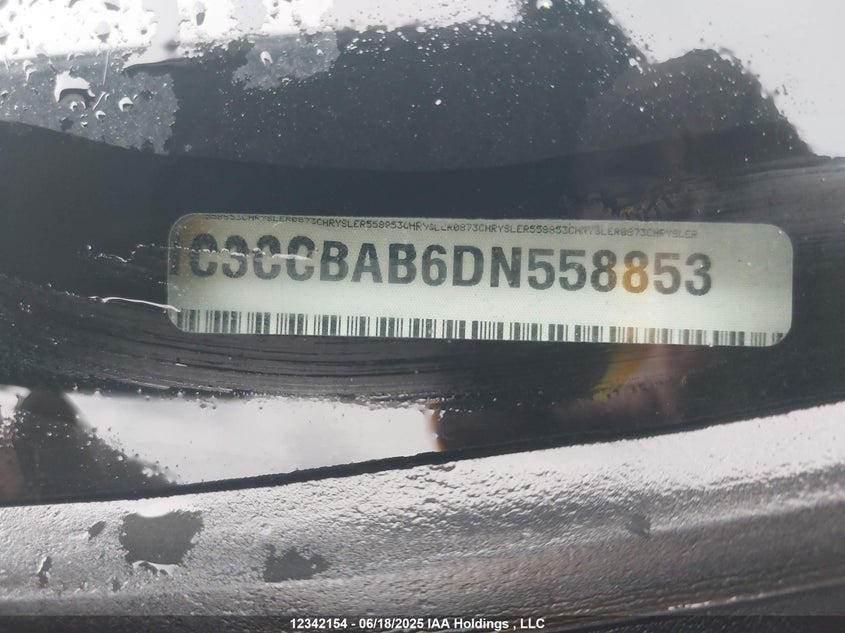 558853CHRYSLER0873CHRYSLER558853CHRYSLER0873CHRYSLER558853CHRYSLER0873CHRYSLER
1C3CCBAB6DN558853
12342154 - 06/18/2025 IAA Holdings , LLC